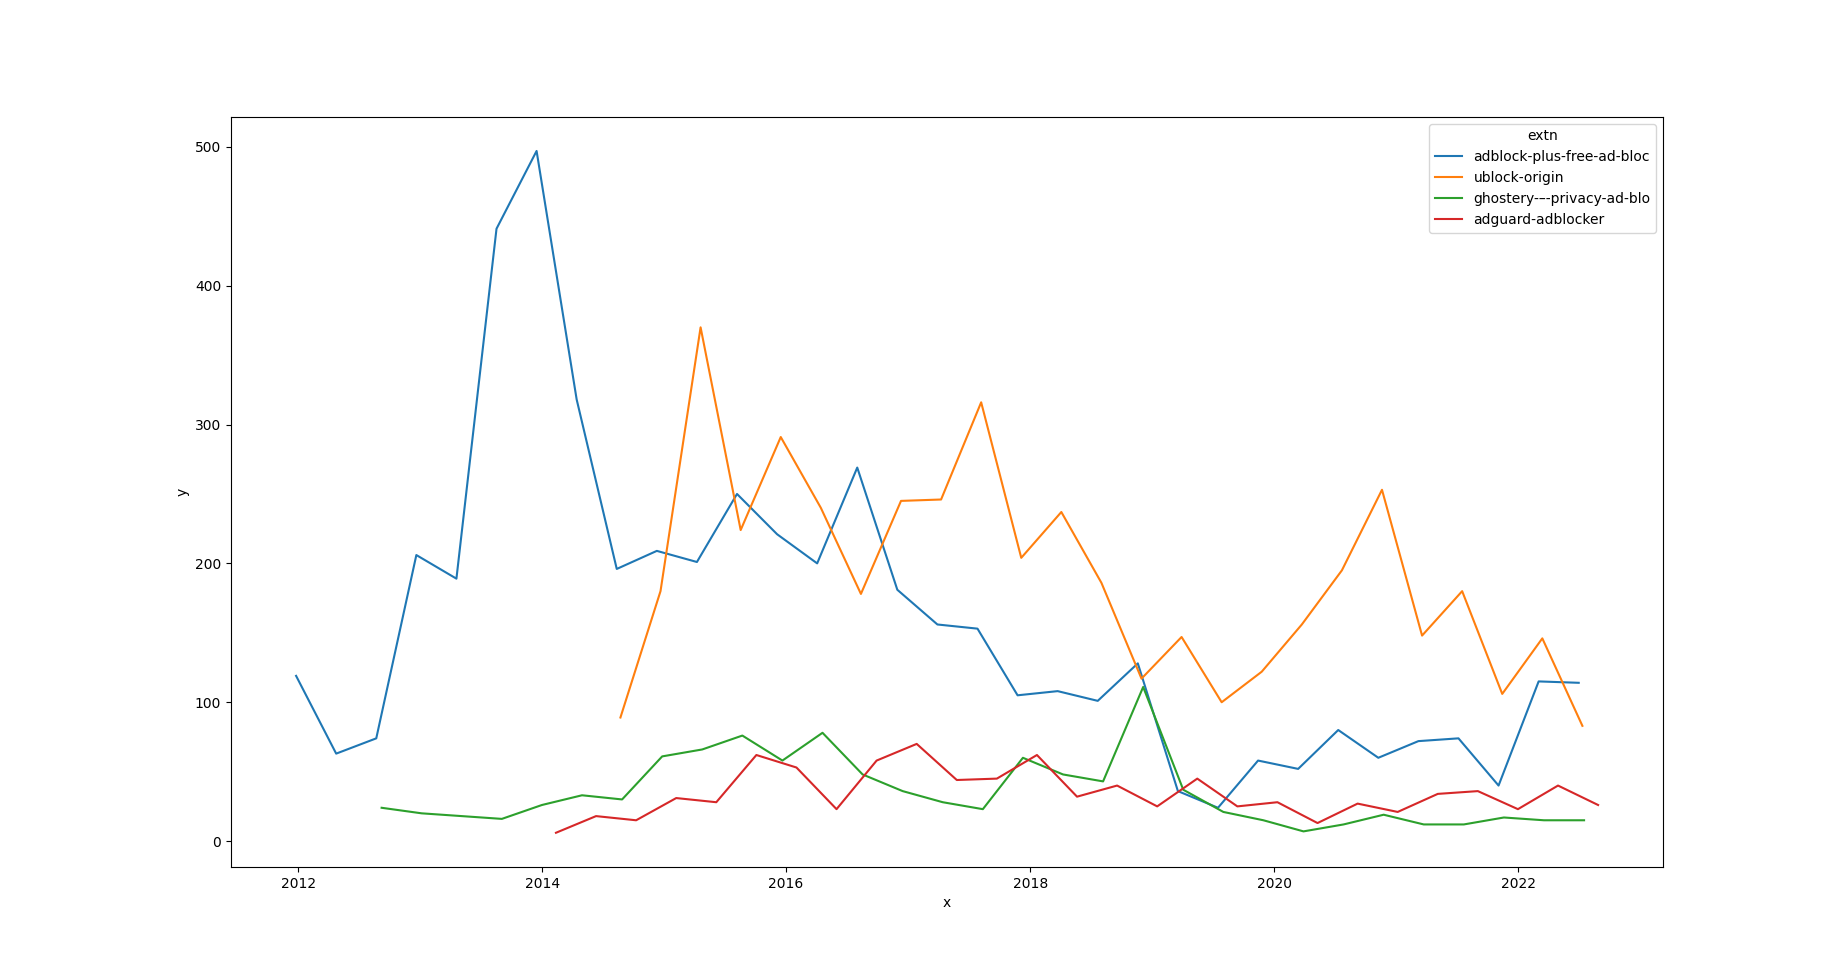 extn
adblock-plus-free-ad-bloc
ublock-origin
ghostery-–-privacy-ad-blo
adguard-adblocker
500
400
300
200
100
0
y
2012 2014 2016 2018 2020 2022
x